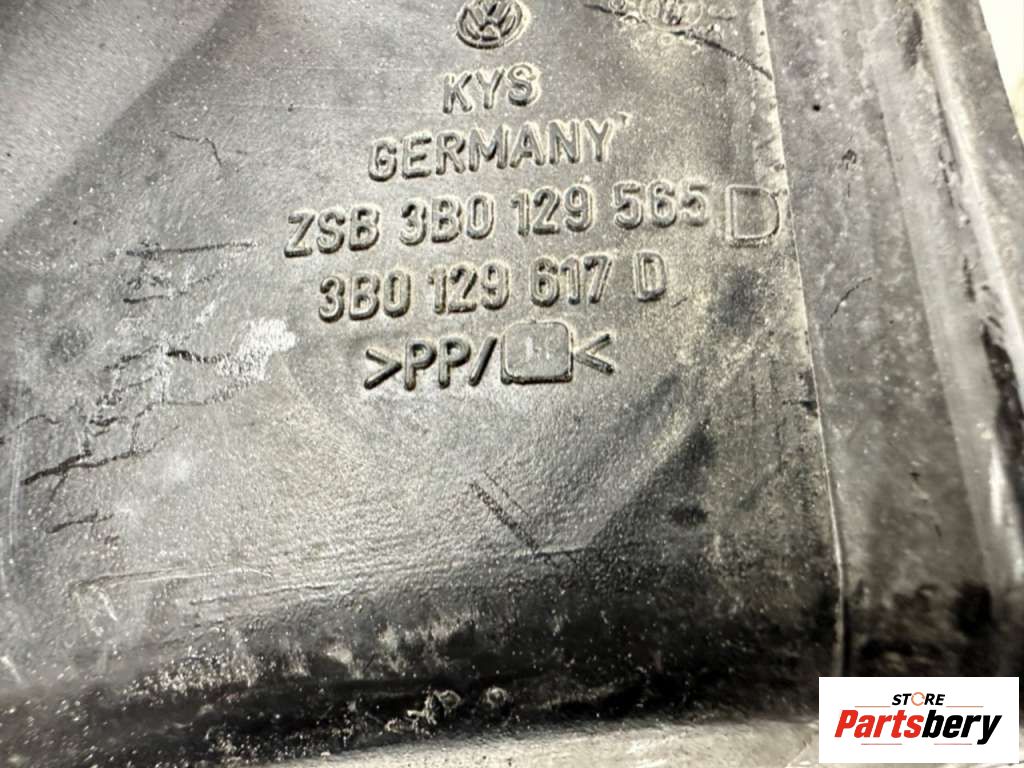 KYS
GERMANY
ZSB 3B0 129 565 D
3B0 129 617 D
>PP/
<
STORE
Partsbery